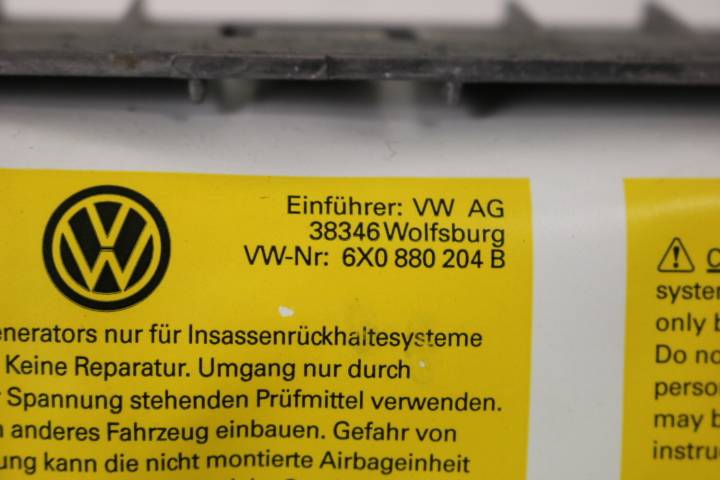 Einführer: VW AG
38346 Wolfsburg
VW-Nr: 6X0 880 204 B
enerators nur für Insassenrückhaltesysteme
Keine Reparatur. Umgang nur durch
r Spannung stehenden Prüfmittel verwenden.
n anderes Fahrzeug einbauen. Gefahr von
ung kann die nicht montierte Airbageinheit
system
only b
Do no
perso
may b
instru